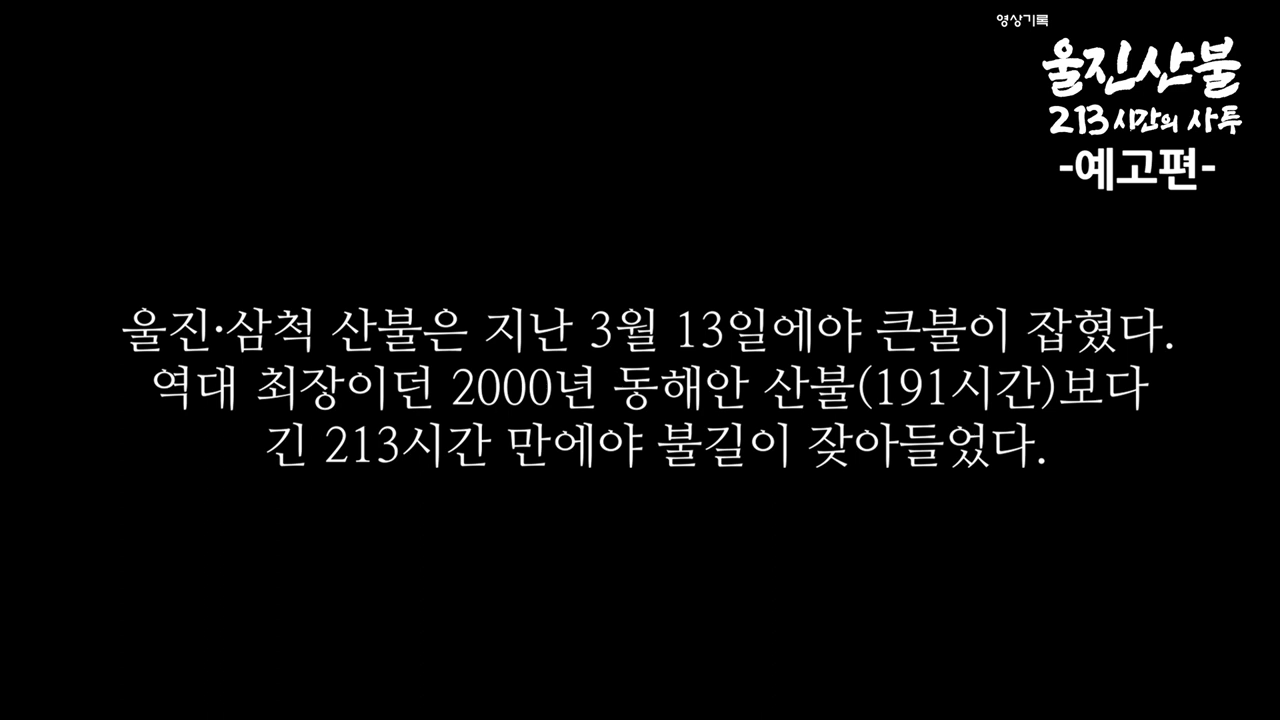 영상기록
울진산불
213시간의 사투
-예고편-
울진·삼척 산불은 지난 3월 13일에야 큰불이 잡혔다.
역대 최장이던 2000년 동해안 산불(191시간)보다
긴 213시간 만에야 불길이 잦아들었다.